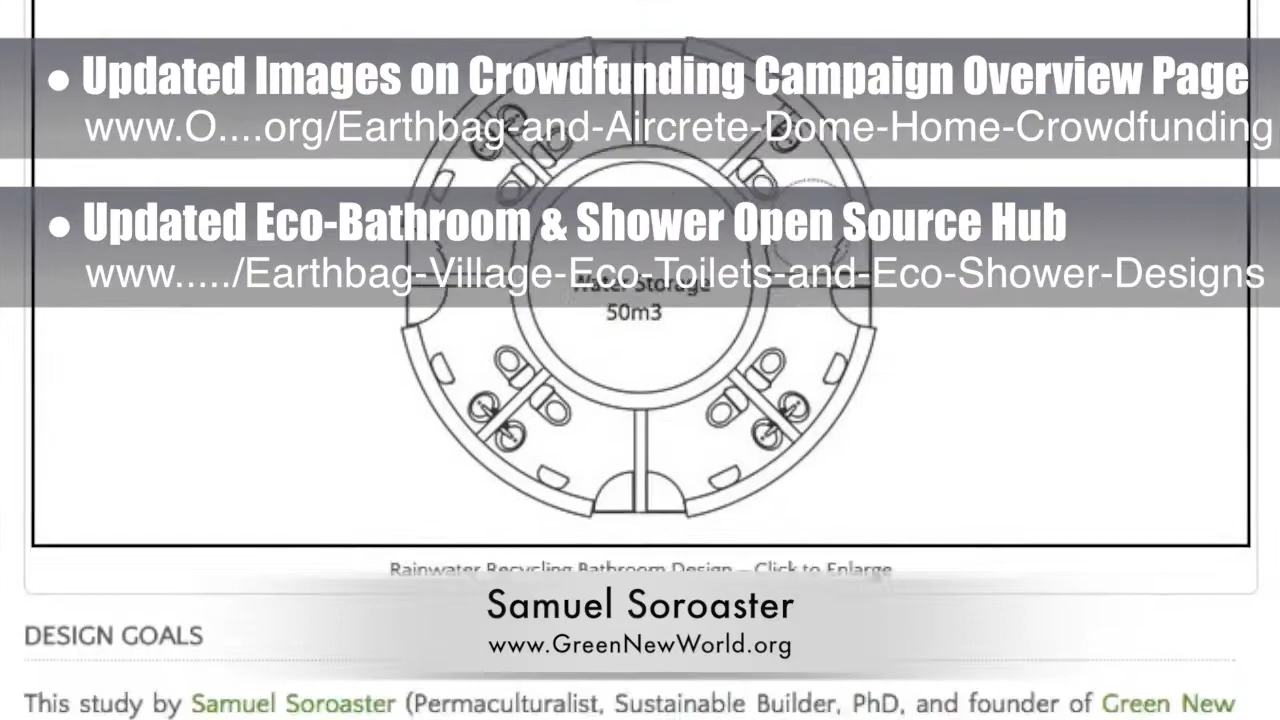 ● Updated Images on Crowdfunding Campaign Overview Page
www.O....org/Earthbag-and-Aircrete-Dome-Home-Crowdfunding
● Updated Eco-Bathroom & Shower Open Source Hub
www...../Earthbag-Village-Eco-Toilets-and-Eco-Shower-Designs
Water Storage
50m3
Rainwater Recycling Bathroom Design – Click to Enlarge
Samuel Soroaster
www.GreenNewWorld.org
DESIGN GOALS
This study by Samuel Soroaster (Permaculturalist, Sustainable Builder, PhD, and founder of Green New